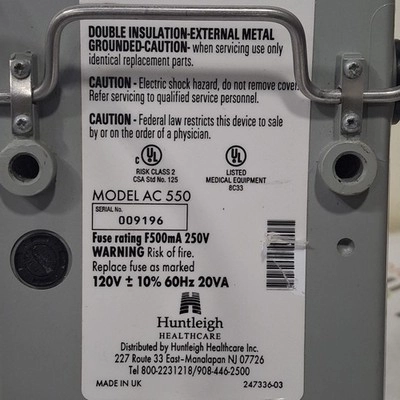 DOUBLE INSULATION-EXTERNAL METAL
GROUNDED-CAUTION- when servicing use only
identical replacement parts.
CAUTION - Electric shock hazard, do not remove cover.
Refer servicing to qualified service personnel.
CAUTION - Federal law restricts this device to sale
by or on the order of a physician.
C UL
RISK CLASS 2
CSA Std No. 125
UL
LISTED
MEDICAL EQUIPMENT
8C33
MODEL AC 550
SERIAL No.
009196
Fuse rating F500mA 250V
WARNING Risk of fire.
Replace fuse as marked
120V ± 10% 60Hz 20VA
Huntleigh
HEALTHCARE
Distributed by Huntleigh Healthcare Inc.
227 Route 33 East-Manalapan NJ 07726
Tel 800-2231218/908-446-2500
MADE IN UK
247336-03